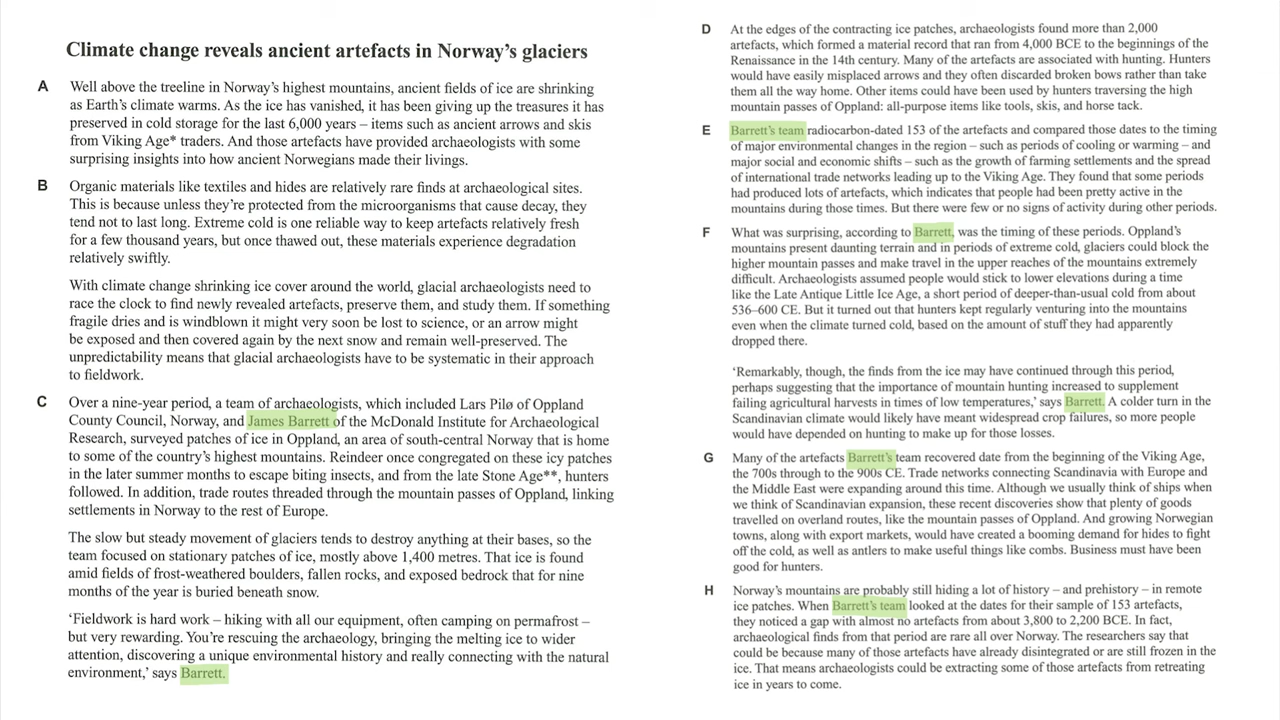 Climate change reveals ancient artefacts in Norway's glaciers
A
Well above the treeline in Norway's highest mountains, ancient fields of ice are shrinking
as Earth's climate warms. As the ice has vanished, it has been giving up the treasures it has
preserved in cold storage for the last 6,000 years – items such as ancient arrows and skis
from Viking Age* traders. And those artefacts have provided archaeologists with some
surprising insights into how ancient Norwegians made their livings.
B
Organic materials like textiles and hides are relatively rare finds at archaeological sites.
This is because unless they're protected from the microorganisms that cause decay, they
tend not to last long. Extreme cold is one reliable way to keep artefacts relatively fresh
for a few thousand years, but once thawed out, these materials experience degradation
relatively swiftly.
With climate change shrinking ice cover around the world, glacial archaeologists need to
race the clock to find newly revealed artefacts, preserve them, and study them. If something
fragile dries and is windblown it might very soon be lost to science, or an arrow might
be exposed and then covered again by the next snow and remain well-preserved. The
unpredictability means that glacial archaeologists have to be systematic in their approach
to fieldwork.
C
Over a nine-year period, a team of archaeologists, which included Lars Pilø of Oppland
County Council, Norway, and James Barrett of the McDonald Institute for Archaeological
Research, surveyed patches of ice in Oppland, an area of south-central Norway that is home
to some of the country's highest mountains. Reindeer once congregated on these icy patches
in the later summer months to escape biting insects, and from the late Stone Age**, hunters
followed. In addition, trade routes threaded through the mountain passes of Oppland, linking
settlements in Norway to the rest of Europe.
The slow but steady movement of glaciers tends to destroy anything at their bases, so the
team focused on stationary patches of ice, mostly above 1,400 metres. That ice is found
amid fields of frost-weathered boulders, fallen rocks, and exposed bedrock that for nine
months of the year is buried beneath snow.
'Fieldwork is hard work – hiking with all our equipment, often camping on permafrost –
but very rewarding. You're rescuing the archaeology, bringing the melting ice to wider
attention, discovering a unique environmental history and really connecting with the natural
environment,' says Barrett.
D
At the edges of the contracting ice patches, archaeologists found more than 2,000
artefacts, which formed a material record that ran from 4,000 BCE to the beginnings of the
Renaissance in the 14th century. Many of the artefacts are associated with hunting. Hunters
would have easily misplaced arrows and they often discarded broken bows rather than take
them all the way home. Other items could have been used by hunters traversing the high
mountain passes of Oppland: all-purpose items like tools, skis, and horse tack.
E
Barrett's team radiocarbon-dated 153 of the artefacts and compared those dates to the timing
of major environmental changes in the region – such as periods of cooling or warming – and
major social and economic shifts – such as the growth of farming settlements and the spread
of international trade networks leading up to the Viking Age. They found that some periods
had produced lots of artefacts, which indicates that people had been pretty active in the
mountains during those times. But there were few or no signs of activity during other periods.
F
What was surprising, according to Barrett, was the timing of these periods. Oppland's
mountains present daunting terrain and in periods of extreme cold, glaciers could block the
higher mountain passes and make travel in the upper reaches of the mountains extremely
difficult. Archaeologists assumed people would stick to lower elevations during a time
like the Late Antique Little Ice Age, a short period of deeper-than-usual cold from about
536–600 CE. But it turned out that hunters kept regularly venturing into the mountains
even when the climate turned cold, based on the amount of stuff they had apparently
dropped there.
'Remarkably, though, the finds from the ice may have continued through this period,
perhaps suggesting that the importance of mountain hunting increased to supplement
failing agricultural harvests in times of low temperatures,' says Barrett. A colder turn in the
Scandinavian climate would likely have meant widespread crop failures, so more people
would have depended on hunting to make up for those losses.
G
Many of the artefacts Barrett's team recovered date from the beginning of the Viking Age,
the 700s through to the 900s CE. Trade networks connecting Scandinavia with Europe and
the Middle East were expanding around this time. Although we usually think of ships when
we think of Scandinavian expansion, these recent discoveries show that plenty of goods
travelled on overland routes, like the mountain passes of Oppland. And growing Norwegian
towns, along with export markets, would have created a booming demand for hides to fight
off the cold, as well as antlers to make useful things like combs. Business must have been
good for hunters.
H
Norway's mountains are probably still hiding a lot of history – and prehistory – in remote
ice patches. When Barrett's team looked at the dates for their sample of 153 artefacts,
they noticed a gap with almost no artefacts from about 3,800 to 2,200 BCE. In fact,
archaeological finds from that period are rare all over Norway. The researchers say that
could be because many of those artefacts have already disintegrated or are still frozen in the
ice. That means archaeologists could be extracting some of those artefacts from retreating
ice in years to come.